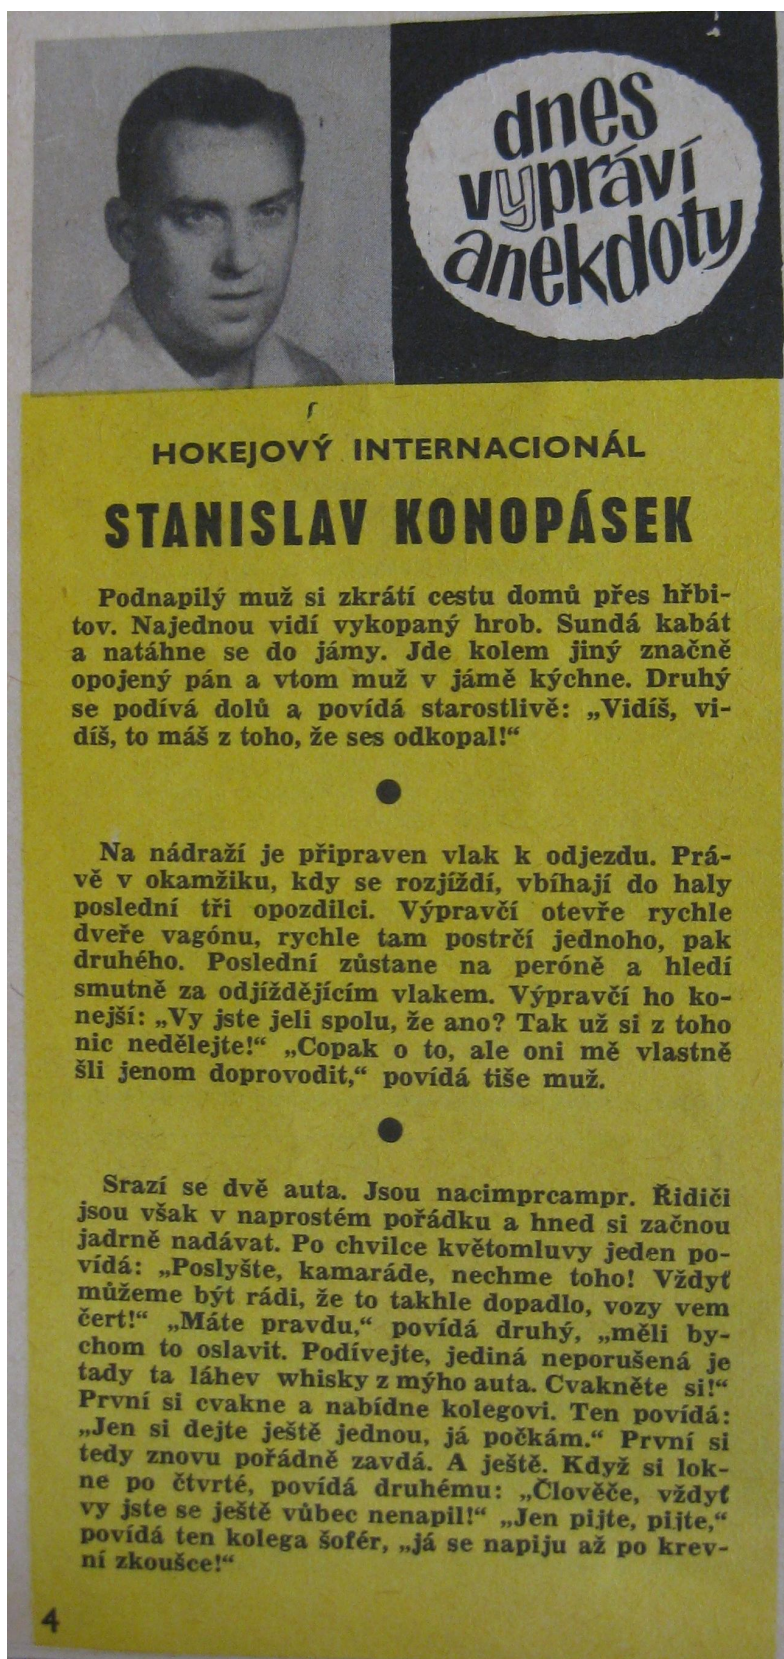 dnes
vypráví
anekdoty
HOKEJOVÝ INTERNACIONÁL
STANISLAV KONOPÁSEK
Podnapilý muž si zkrátí cestu domů přes hřbi-
tov. Najednou vidí vykopaný hrob. Sundá kabát
a natáhne se do jámy. Jde kolem jiný značně
opojený pán a vtom muž v jámě kýchne. Druhý
se podívá dolů a povídá starostlivě: „Vidíš, vi-
díš, to máš z toho, že ses odkopal!“
Na nádraží je připraven vlak k odjezdu. Prá-
vě v okamžiku, kdy se rozjíždí, vbíhají do haly
poslední tři opozdilci. Výpravčí otevře rychle
dveře vagónu, rychle tam postrčí jednoho, pak
druhého. Poslední zůstane na peróně a hledí
smutně za odjíždějícím vlakem. Výpravčí ho ko-
nejší: „Vy jste jeli spolu, že ano? Tak už si z toho
nic nedělejte!“ „Copak o to, ale oni mě vlastně
šli jenom doprovodit,“ povídá tiše muž.
Srazí se dvě auta. Jsou nacimprcampr. Řidiči
jsou však v naprostém pořádku a hned si začnou
jadrně nadávat. Po chvilce květomluvy jeden po-
vídá: „Poslyšte, kamaráde, nechme toho! Vždyť
můžeme být rádi, že to takhle dopadlo, vozy vem
čert!“ „Máte pravdu,“ povídá druhý, „měli by-
chom to oslavit. Podívejte, jediná neporušená je
tady ta láhev whisky z mýho auta. Cvakněte si!“
První si cvakne a nabídne kolegovi. Ten povídá:
„Jen si dejte ještě jednou, já počkám.“ První si
tedy znovu pořádně zavdá. A ještě. Když si lok-
ne po čtvrté, povídá druhému: „Člověče, vždyť
vy jste se ještě vůbec nenapil!“ „Jen pijte, pijte,“
povídá ten kolega šofér, „já se napiju až po krev-
ní zkoušce!“
4